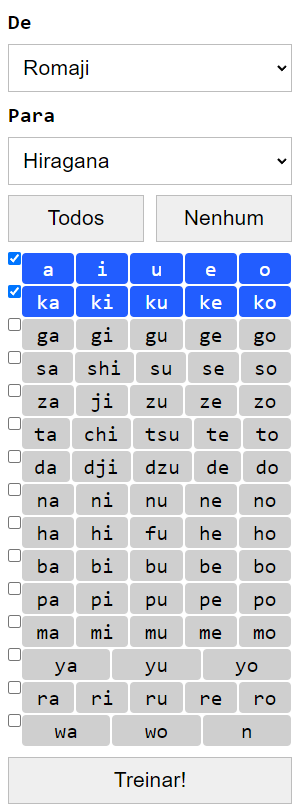 De
Romaji
Para
Hiragana
Todos Nenhum
a i u e o
ka ki ku ke ko
ga gi gu ge go
sa shi su se so
za ji zu ze zo
ta chi tsu te to
da dji dzu de do
na ni nu ne no
ha hi fu he ho
ba bi bu be bo
pa pi pu pe po
ma mi mu me mo
ya yu yo
ra ri ru re ro
wa wo n
Treinar!